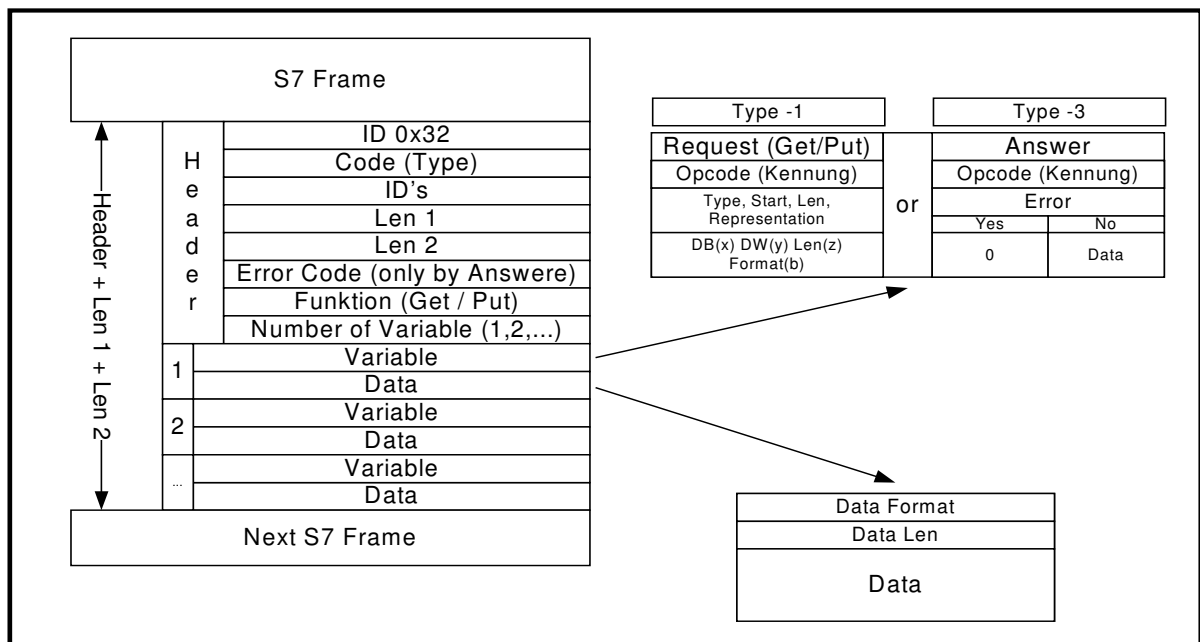 S7 Frame
Header + Len 1 + Len 2
Header
ID 0x32
Code (Type)
ID's
Len 1
Len 2
Error Code (only by Answere)
Funktion (Get / Put)
Number of Variable (1,2,...)
1
Variable
Data
2
Variable
Data
...
Variable
Data
Next S7 Frame
Type -1
Request (Get/Put)
Opcode (Kennung)
Type, Start, Len,
Representation
DB(x) DW(y) Len(z)
Format(b)
or
Type -3
Answer
Opcode (Kennung)
Error
Yes No
0 Data
Data Format
Data Len
Data